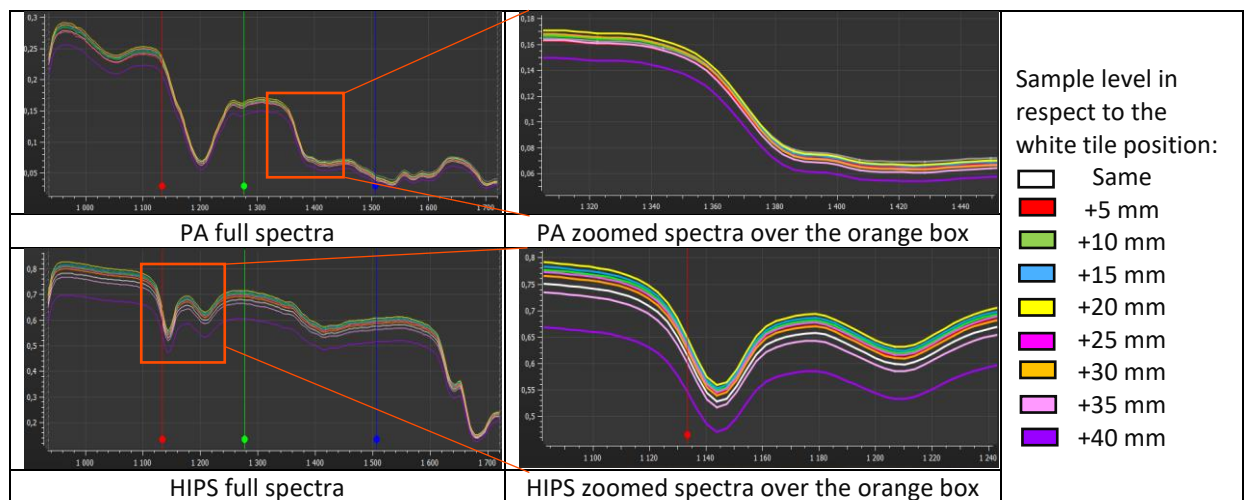 0,3
0,25
0,2
0,15
0,1
0,05
1 000 1 100 1 200 1 300 1 400 1 500 1 600 1 700
0,18
0,16
0,14
0,12
0,1
0,08
0,06
1 320 1 340 1 360 1 380 1 400 1 420 1 440
PA full spectra
PA zoomed spectra over the orange box
0,8
0,7
0,6
0,5
0,4
0,3
0,2
1 000 1 100 1 200 1 300 1 400 1 500 1 600 1 700
0,8
0,75
0,7
0,65
0,6
0,55
0,5
1 100 1 120 1 140 1 160 1 180 1 200 1 220 1 240
HIPS full spectra
HIPS zoomed spectra over the orange box
Sample level in
respect to the
white tile position:
Same
+5 mm
+10 mm
+15 mm
+20 mm
+25 mm
+30 mm
+35 mm
+40 mm